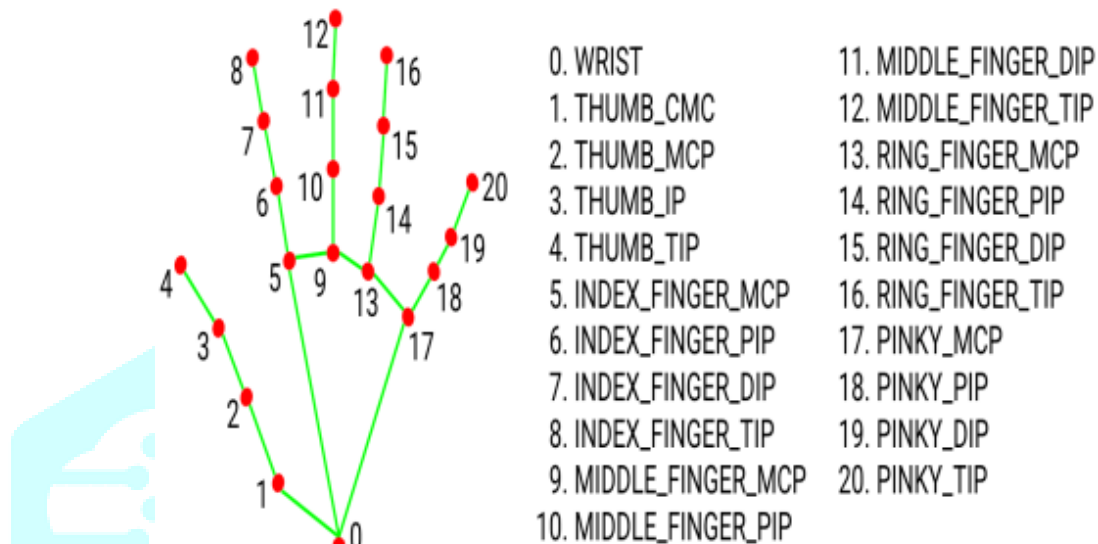 12
8
16
11
7
15
6
10
20
14
19
4
5
9
13
18
3
17
2
1
0
0. WRIST
1. THUMB_CMC
2. THUMB_MCP
3. THUMB_IP
4. THUMB_TIP
5. INDEX_FINGER_MCP
6. INDEX_FINGER_PIP
7. INDEX_FINGER_DIP
8. INDEX_FINGER_TIP
9. MIDDLE_FINGER_MCP
10. MIDDLE_FINGER_PIP
11. MIDDLE_FINGER_DIP
12. MIDDLE_FINGER_TIP
13. RING_FINGER_MCP
14. RING_FINGER_PIP
15. RING_FINGER_DIP
16. RING_FINGER_TIP
17. PINKY_MCP
18. PINKY_PIP
19. PINKY_DIP
20. PINKY_TIP